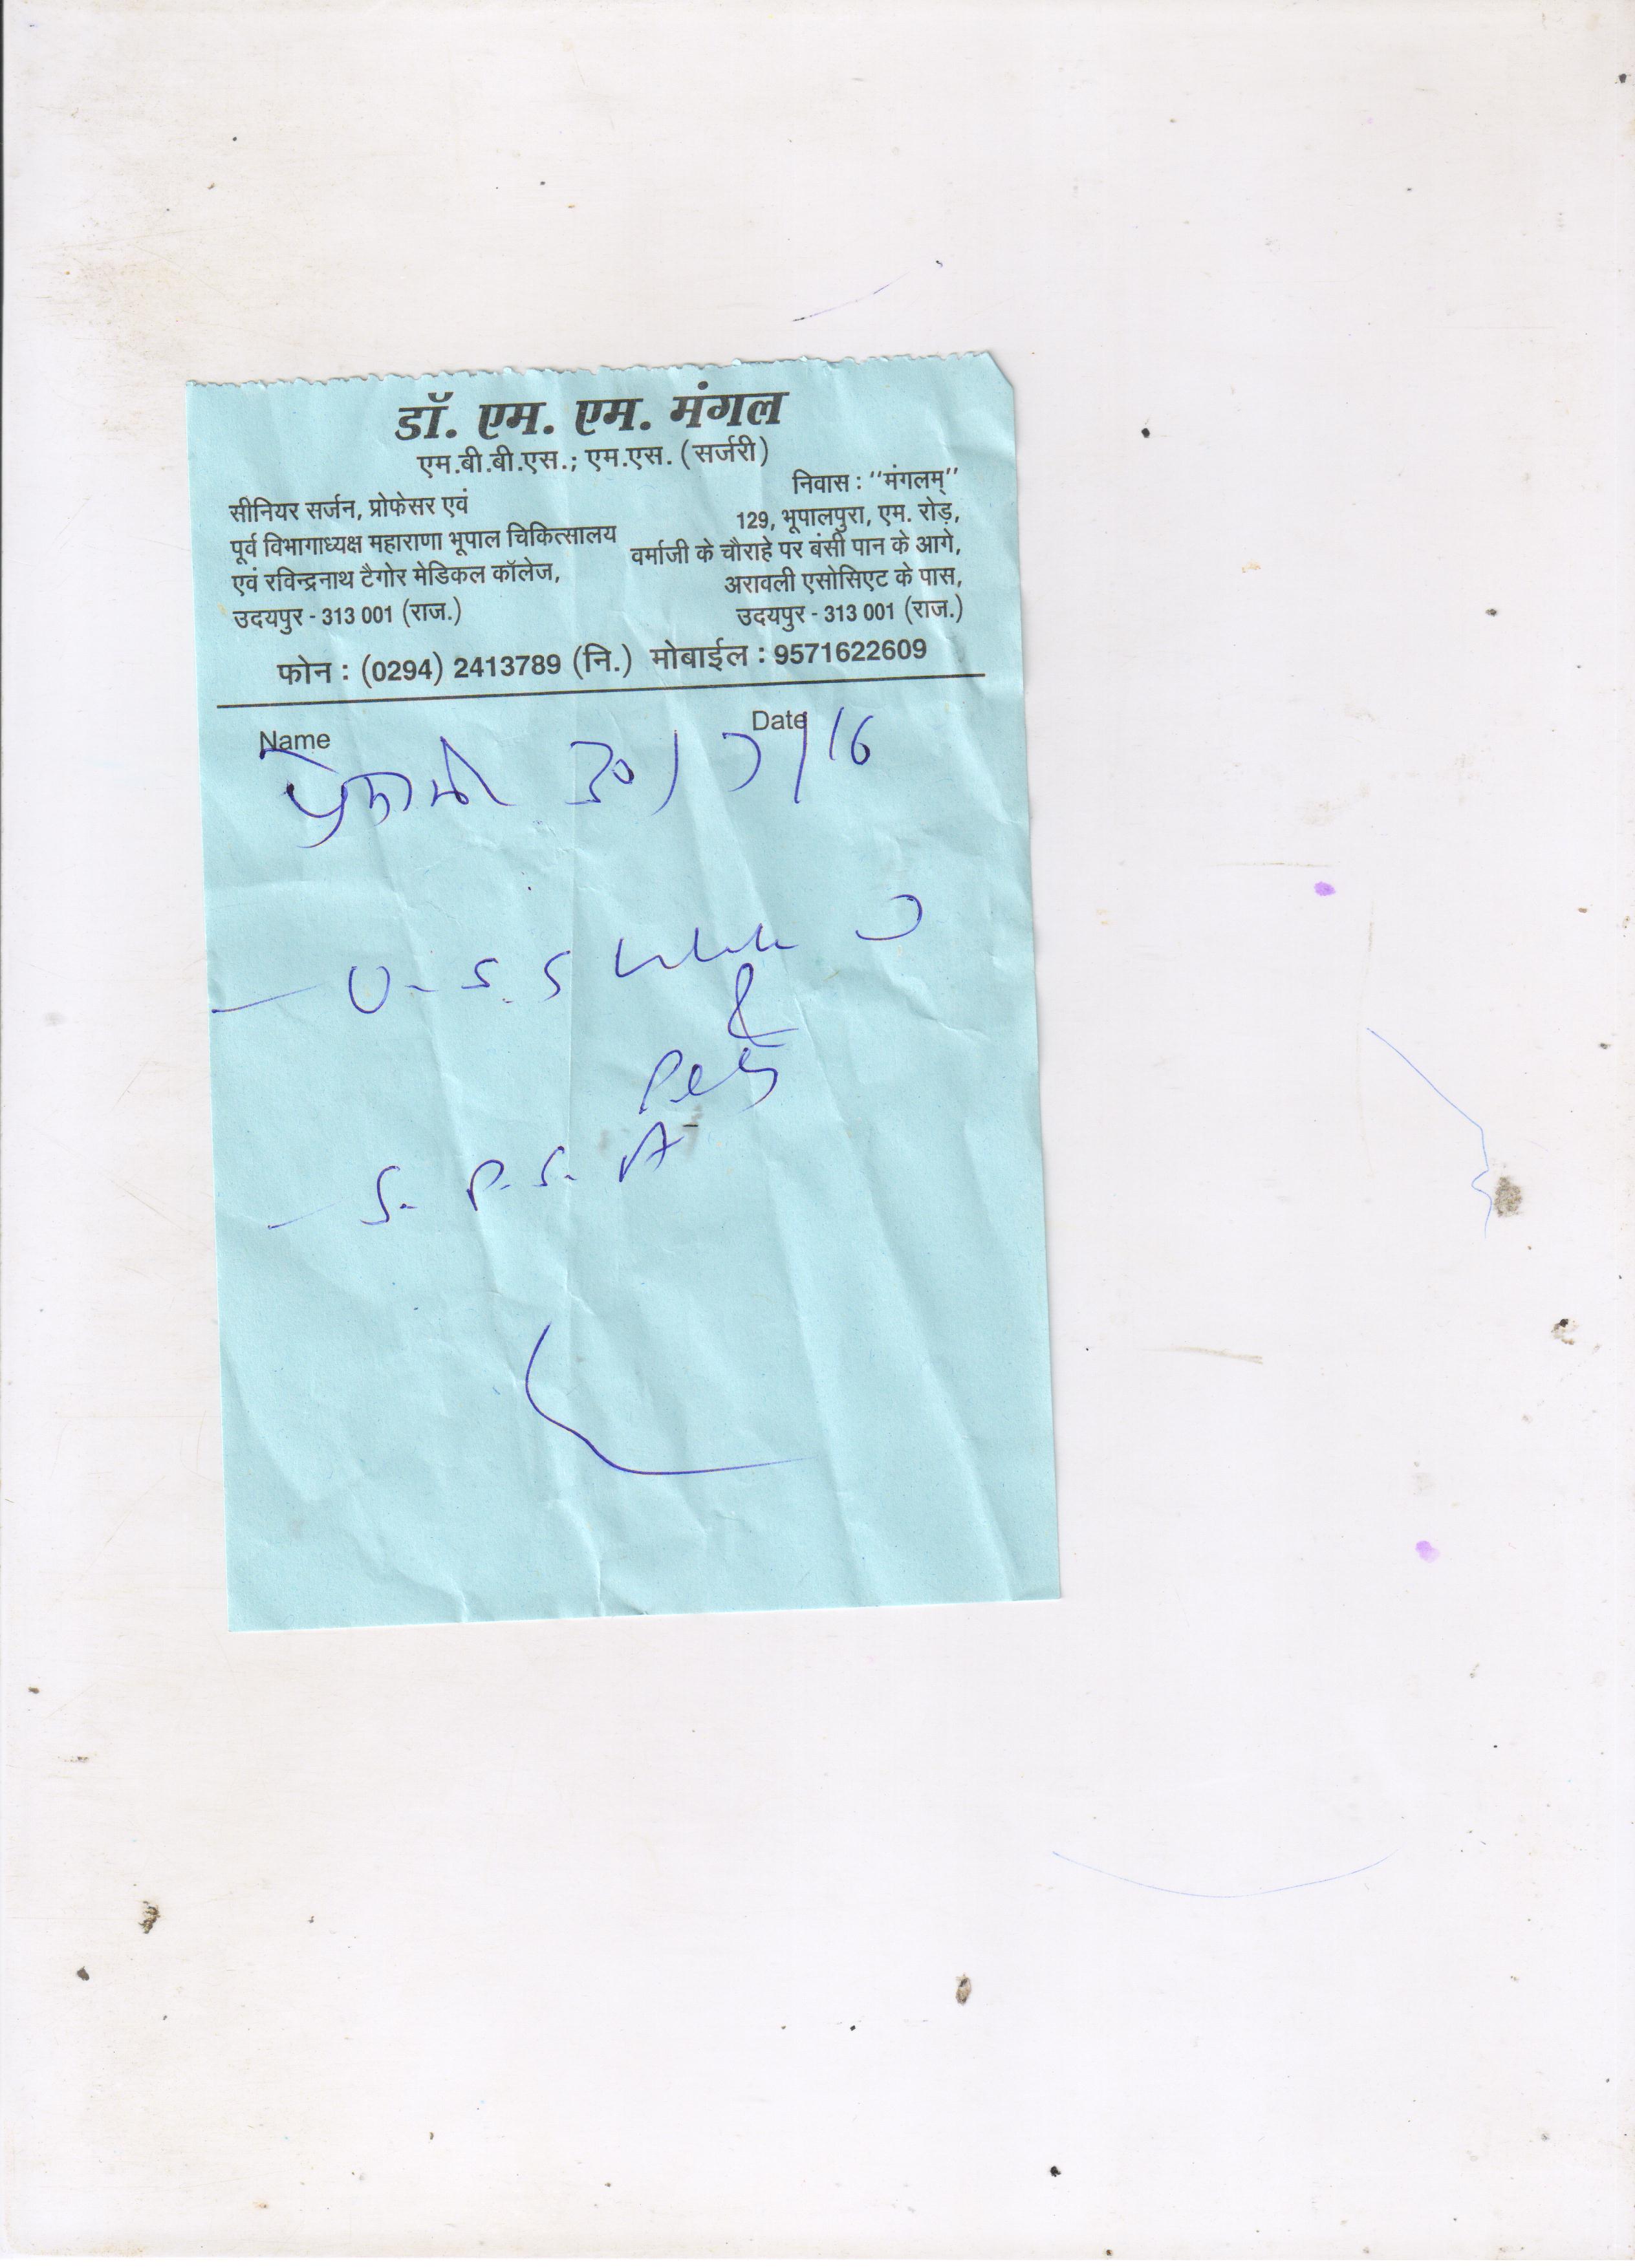 डॉ. एम. एम. मंगल
एम.बी.बी.एस.; एम.एस. (सर्जरी)
सीनियर सर्जन, प्रोफेसर एवं
पूर्व विभागाध्यक्ष महाराणा भूपाल चिकित्सालय
एवं रविन्द्रनाथ टैगोर मेडिकल कॉलेज,
उदयपुर - 313 001 (राज.)
निवास : ‘‘मंगलम्’’
129, भूपालपुरा, एम. रोड़,
वर्माजी के चौराहे पर बंसी पान के आगे,
अरावली एसोसिएट के पास,
उदयपुर - 313 001 (राज.)
फोन : (0294) 2413789 (नि.) मोबाईल : 9571622609
Name
Date
30/7/16
&
S. P. S. A